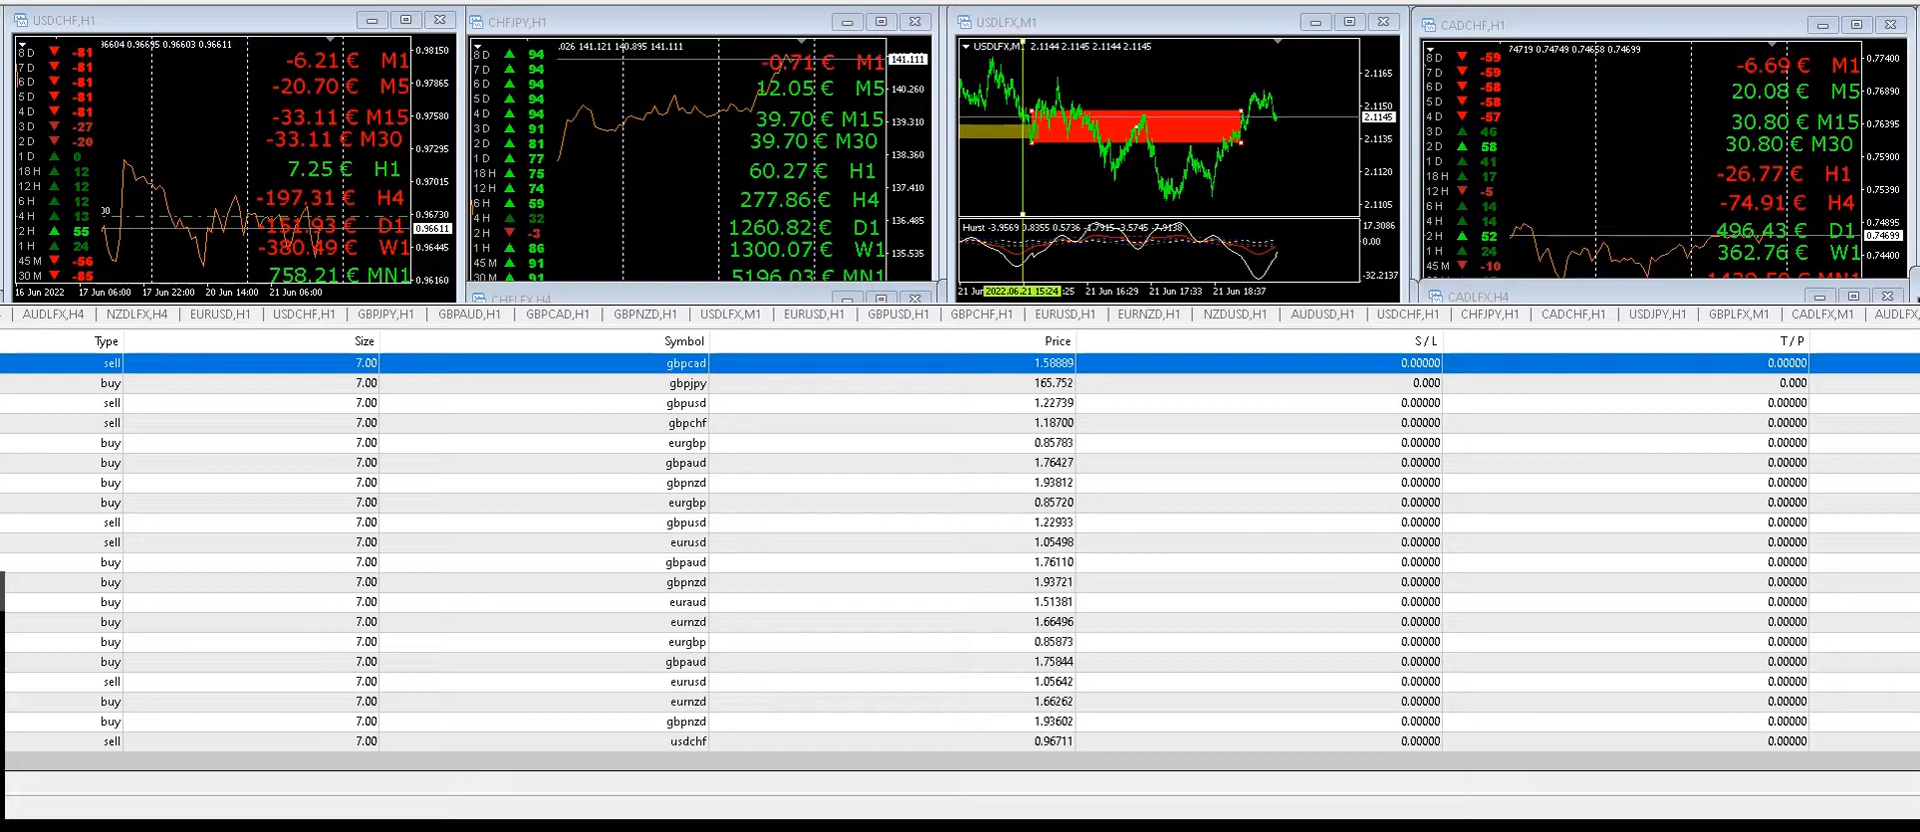 USDCHF,H1
CHFJPY,H1
USDLFX,M1
CADCHF,H1
96604 0.96695 0.96603 0.96611
8 D -81
7 D -81
6 D -81
5 D -81
4 D -81
3 D -27
2 D -20
1 D 0
18 H 12
12 H 12
6 H 12
4 H 13
2 H 55
1 H 24
45 M -56
30 M -85
-6.21 € M1
-20.70 € M5
-33.11 € M15
-33.11 € M30
7.25 € H1
-197.31 € H4
-151.93 € D1
-380.49 € W1
758.21 € MN1
0.98150
0.97865
0.97580
0.97295
0.97015
0.96730
0.96611
0.96445
0.96160
16 Jun 2022 17 Jun 06:00 17 Jun 22:00 20 Jun 14:00 21 Jun 06:00
.026 141.121 140.895 141.111
8 D 94
7 D 94
6 D 94
5 D 94
4 D 94
3 D 91
2 D 81
1 D 77
18 H 75
12 H 74
6 H 59
4 H 32
2 H -3
1 H 86
45 M 91
30 M 91
-0.71 € M1
12.05 € M5
39.70 € M15
39.70 € M30
60.27 € H1
277.86 € H4
1260.82 € D1
1300.07 € W1
5196.03 € MN1
141.111
140.260
139.310
138.360
137.410
136.485
135.535
CHFLFX,H4
USDLFX,M1 2.1144 2.1145 2.1144 2.1145
2.1165
2.1150
2.1145
2.1135
2.1120
2.1105
Hurst -3.9569 0.8355 0.5736 -1.7915 -3.5745 -7.9138
17.3086
0.00
-32.2137
21 Jun 2022.06.21 15:24 :25 21 Jun 16:29 21 Jun 17:33 21 Jun 18:37
74719 0.74749 0.74658 0.74699
8 D -59
7 D -59
6 D -58
5 D -58
4 D -57
3 D 46
2 D 58
1 D 41
18 H 17
12 H -5
6 H 14
4 H 14
2 H 52
1 H 24
45 M -10
-6.69 € M1
20.08 € M5
30.80 € M15
30.80 € M30
-26.77 € H1
-74.91 € H4
496.43 € D1
362.76 € W1
0.77400
0.76890
0.76395
0.75900
0.75390
0.74895
0.74699
0.74400
CADLFX,H4
AUDLFX,H4 | NZDLFX,H4 | EURUSD,H1 | USDCHF,H1 | GBPJPY,H1 | GBPAUD,H1 | GBPCAD,H1 | GBPNZD,H1 | USDLFX,M1 | EURUSD,H1 | GBPUSD,H1 | GBPCHF,H1 | EURUSD,H1 | EURNZD,H1 | NZDUSD,H1 | AUDUSD,H1 | USDCHF,H1 | CHFJPY,H1 | CADCHF,H1 | USDJPY,H1 | GBPLFX,M1 | CADLFX,M1 | AUDLFX
Type Size Symbol Price S / L T / P
sell 7.00 gbpcad 1.58889 0.00000 0.00000
buy 7.00 gbpjpy 165.752 0.000 0.000
sell 7.00 gbpusd 1.22739 0.00000 0.00000
sell 7.00 gbpchf 1.18700 0.00000 0.00000
buy 7.00 eurgbp 0.85783 0.00000 0.00000
buy 7.00 gbpaud 1.76427 0.00000 0.00000
buy 7.00 gbpnzd 1.93812 0.00000 0.00000
buy 7.00 eurgbp 0.85720 0.00000 0.00000
sell 7.00 gbpusd 1.22933 0.00000 0.00000
sell 7.00 eurusd 1.05498 0.00000 0.00000
buy 7.00 gbpaud 1.76110 0.00000 0.00000
buy 7.00 gbpnzd 1.93721 0.00000 0.00000
buy 7.00 euraud 1.51381 0.00000 0.00000
buy 7.00 eurnzd 1.66496 0.00000 0.00000
buy 7.00 eurgbp 0.85873 0.00000 0.00000
buy 7.00 gbpaud 1.75844 0.00000 0.00000
sell 7.00 eurusd 1.05642 0.00000 0.00000
buy 7.00 eurnzd 1.66262 0.00000 0.00000
buy 7.00 gbpnzd 1.93602 0.00000 0.00000
sell 7.00 usdchf 0.96711 0.00000 0.00000